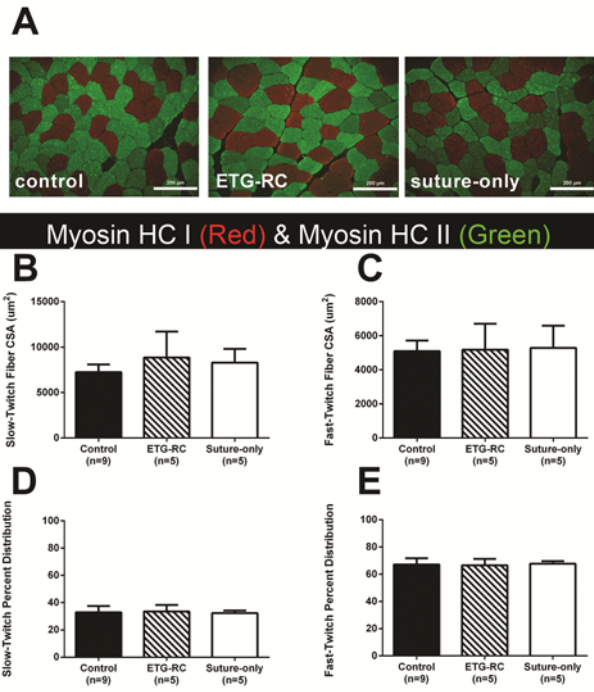 A
control
200 µm
ETG-RC
200 µm
suture-only
200 µm
Myosin HC I (Red) & Myosin HC II (Green)
B
Slow-Twitch Fiber CSA (um²)
15000
10000
5000
0
Control
(n=9)
ETG-RC
(n=5)
Suture-only
(n=5)
C
Fast-Twitch Fiber CSA (um²)
8000
6000
4000
2000
0
Control
(n=9)
ETG-RC
(n=5)
Suture-only
(n=5)
D
Slow-Twitch Percent Distribution
100
80
60
40
20
0
Control
(n=9)
ETG-RC
(n=5)
Suture-only
(n=5)
E
Fast-Twitch Percent Distribution
100
80
60
40
20
0
Control
(n=9)
ETG-RC
(n=5)
Suture-only
(n=5)